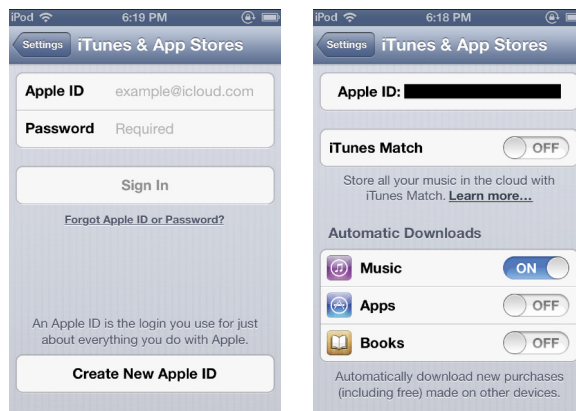 iPod 6:19 PM
Settings iTunes & App Stores
Apple ID example@icloud.com
Password Required
Sign In
Forgot Apple ID or Password?
An Apple ID is the login you use for just
about everything you do with Apple.
Create New Apple ID
iPod 6:18 PM
Settings iTunes & App Stores
Apple ID:
iTunes Match OFF
Store all your music in the cloud with
iTunes Match. Learn more...
Automatic Downloads
Music ON
Apps OFF
Books OFF
Automatically download new purchases
(including free) made on other devices.